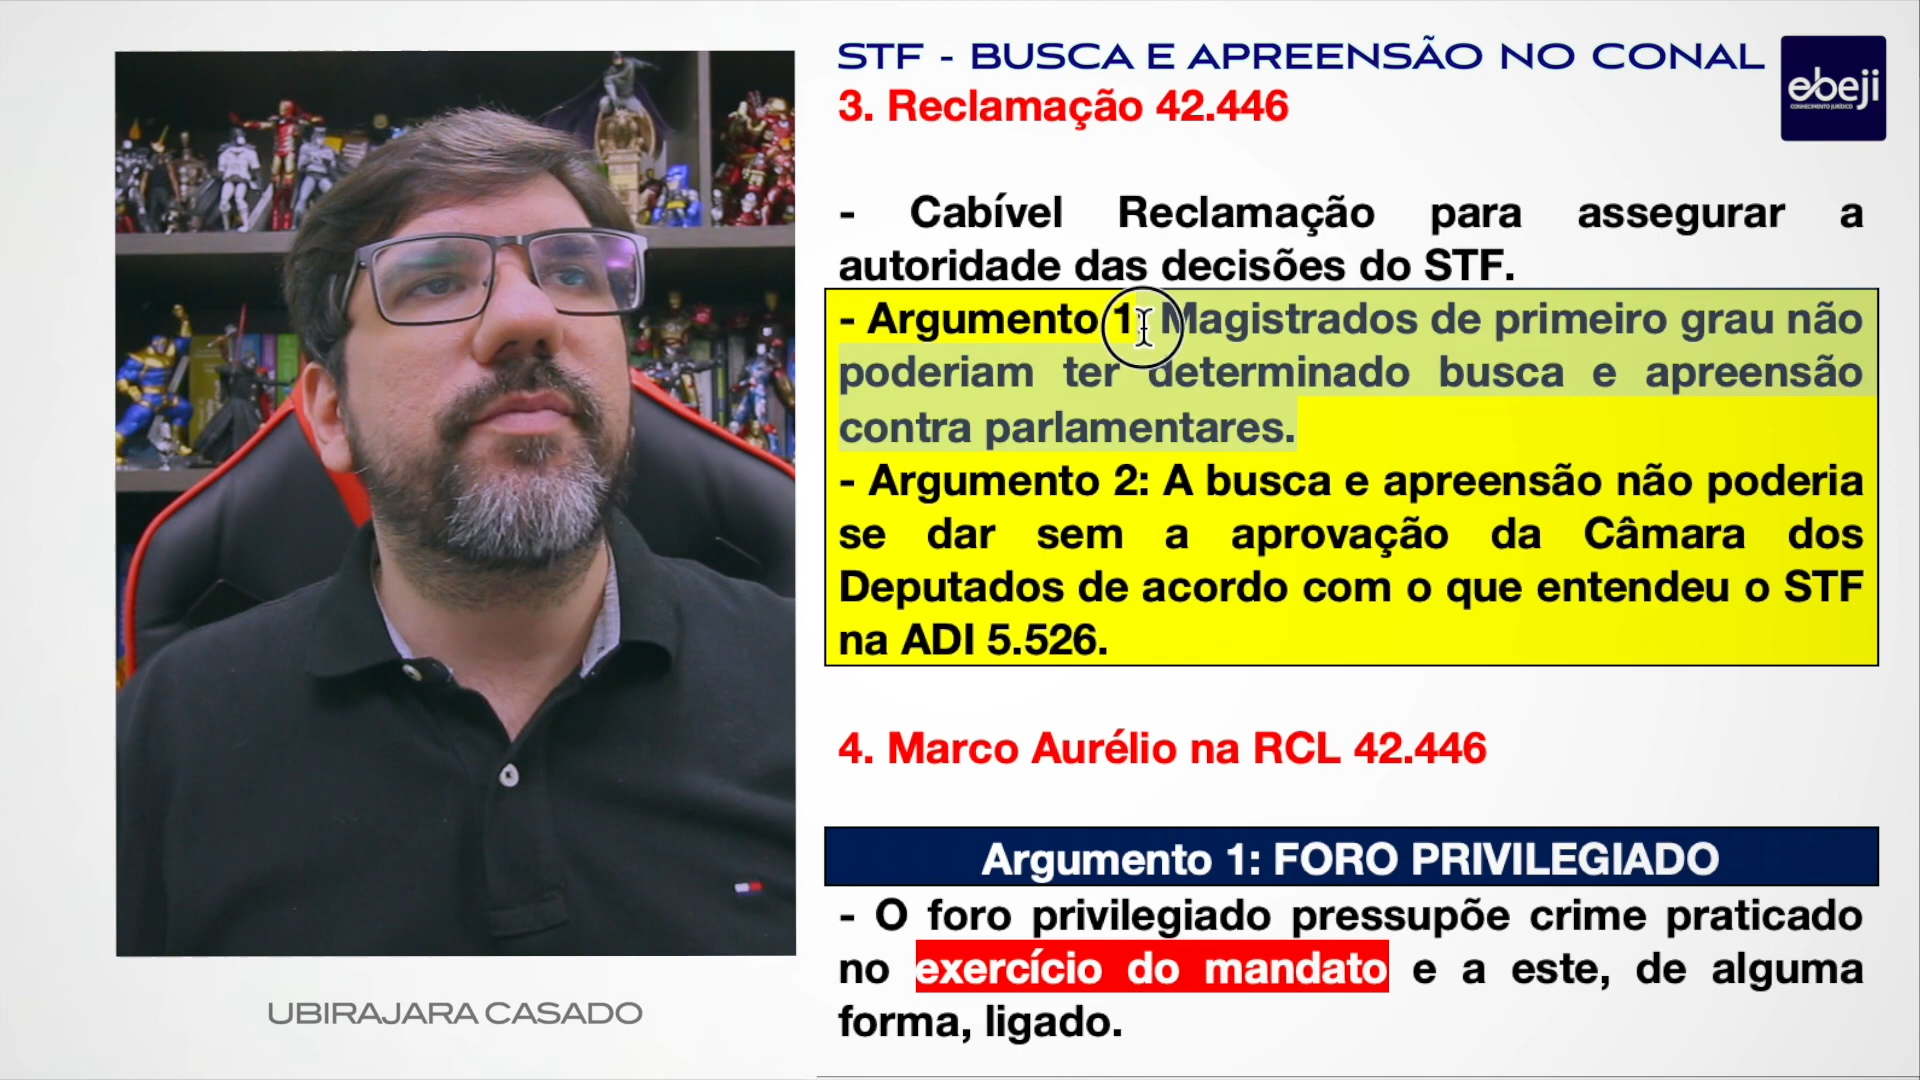 STF - BUSCA E APREENSÃO NO CONAL
ebeji
CONHECIMENTO JURÍDICO
3. Reclamação 42.446
- Cabível Reclamação para assegurar a
autoridade das decisões do STF.
- Argumento 1: Magistrados de primeiro grau não
poderiam ter determinado busca e apreensão
contra parlamentares.
- Argumento 2: A busca e apreensão não poderia
se dar sem a aprovação da Câmara dos
Deputados de acordo com o que entendeu o STF
na ADI 5.526.
4. Marco Aurélio na RCL 42.446
Argumento 1: FORO PRIVILEGIADO
- O foro privilegiado pressupõe crime praticado
no exercício do mandato e a este, de alguma
forma, ligado.
UBIRAJARA CASADO